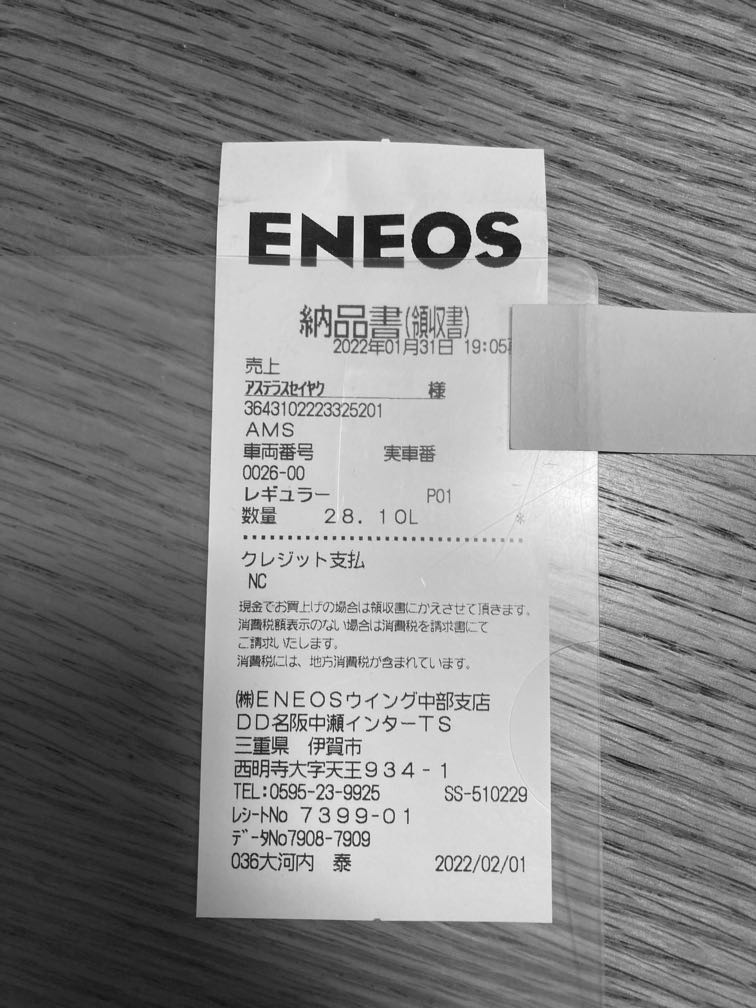 ENEOS
納品書(領収書)
2022年01月31日 19:05
売上
アステラスセイヤク 様
3643102223325201
AMS
車両番号 実車番
0026-00
レギュラー P01
数量 28.10L ※
クレジット支払
NC
現金でお買上げの場合は領収書にかえさせて頂きます。
消費税額表示のない場合は消費税を請求書にて
ご請求いたします。
消費税には、地方消費税が含まれています。
㈱ENEOSウイング中部支店
DD名阪中瀬インターTS
三重県 伊賀市
西明寺大字天王934-1
TEL:0595-23-9925 SS-510229
レシートNo 7399-01
データNo7908-7909
036大河内 泰 2022/02/01